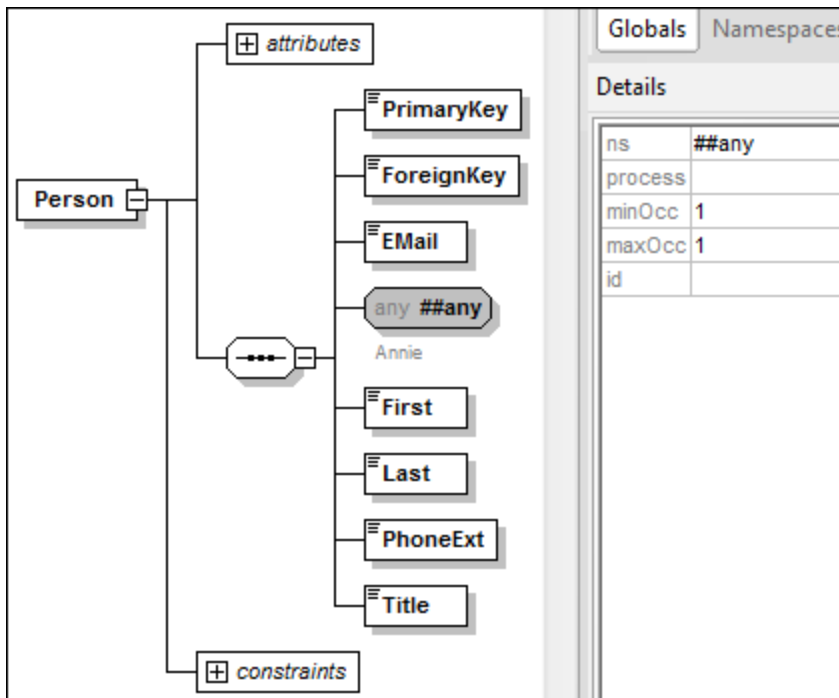 attributes
PrimaryKey
ForeignKey
Person
EMail
any ##any
Annie
First
Last
PhoneExt
Title
constraints
Globals Namespaces
Details
ns ##any
process
minOcc 1
maxOcc 1
id